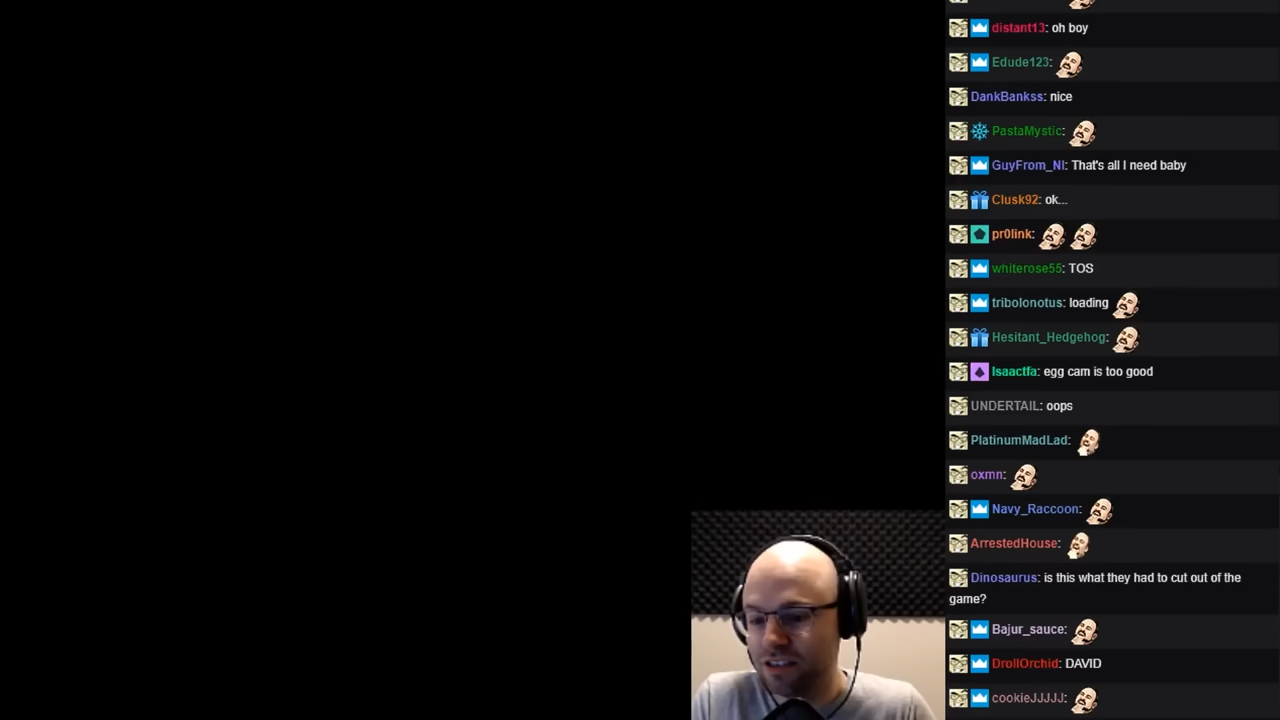 distant13: oh boy
Edude123:
DankBankss: nice
PastaMystic:
GuyFrom_NI: That's all I need baby
Clusk92: ok...
pr0link:
whiterose55: TOS
tribolonotus: loading
Hesitant_Hedgehog:
Isaactfa: egg cam is too good
UNDERTAIL: oops
PlatinumMadLad:
oxmn:
Navy_Raccoon:
ArrestedHouse:
Dinosaurus: is this what they had to cut out of the
game?
Bajur_sauce:
DrollOrchid: DAVID
cookieJJJJJ: